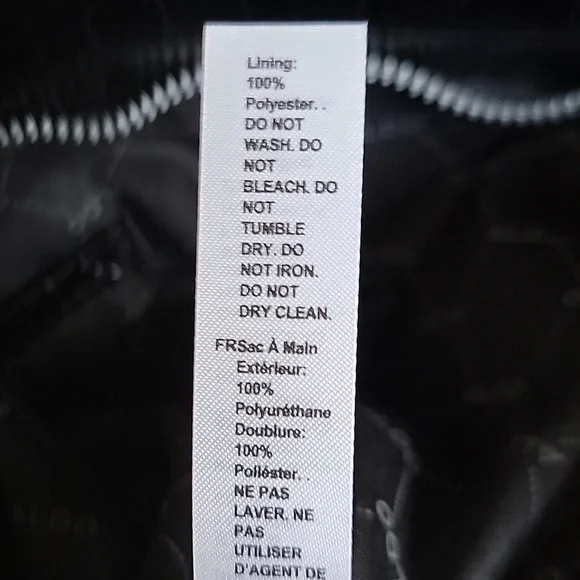 Lining:
100%
Polyester. .
DO NOT
WASH. DO
NOT
BLEACH. DO
NOT
TUMBLE
DRY. DO
NOT IRON.
DO NOT
DRY CLEAN.
FRSac À Main
Extérieur:
100%
Polyuréthane
Doublure:
100%
Poliéster. .
NE PAS
LAVER. NE
PAS
UTILISER
D'AGENT DE